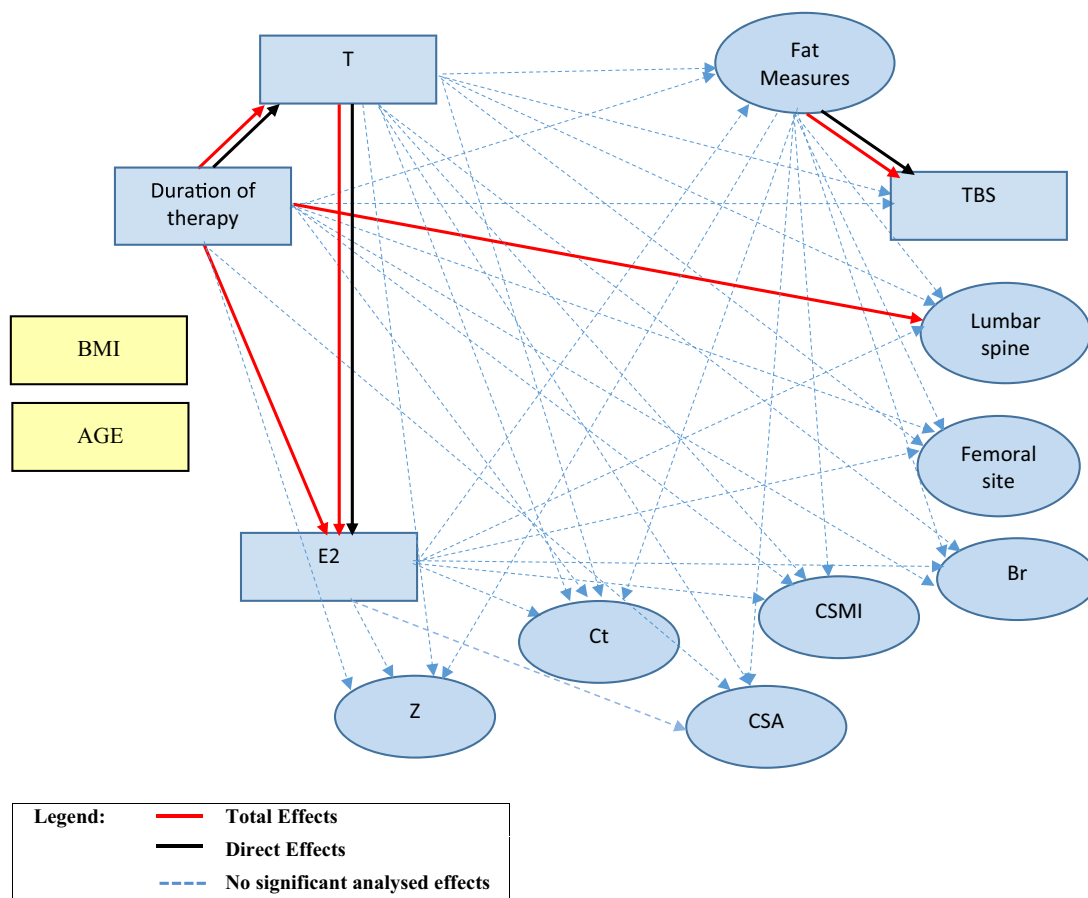 T
Fat
Measures
Duration of
therapy
TBS
BMI
Lumbar
spine
AGE
Femoral
site
E2
Br
CSMI
Ct
Z
CSA
Legend:
Total Effects
Direct Effects
No significant analysed effects